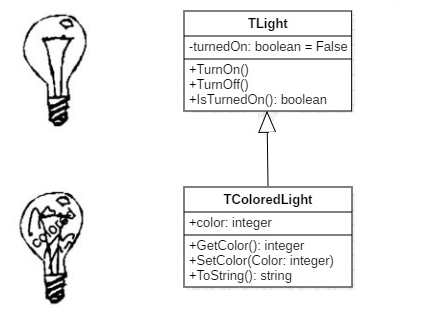 TLight
-turnedOn: boolean = False
+TurnOn()
+TurnOff()
+IsTurnedOn(): boolean
TColoredLight
+color: integer
+GetColor(): integer
+SetColor(Color: integer)
+ToString(): string
colored